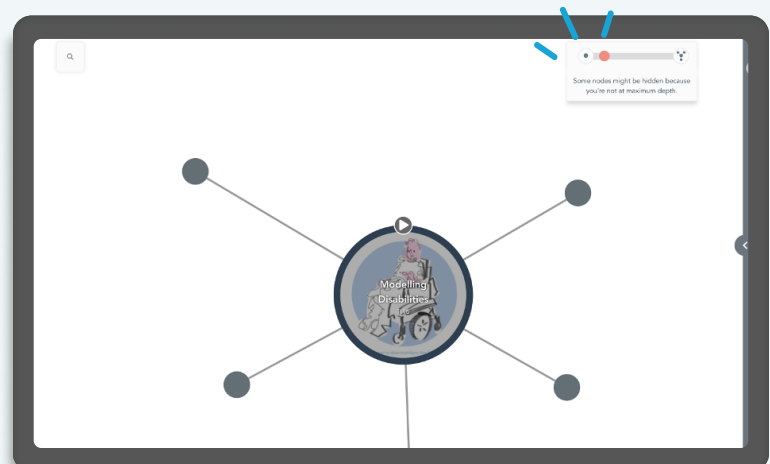 Some nodes might be hidden because
you're not at maximum depth.
Modelling
Disabilities